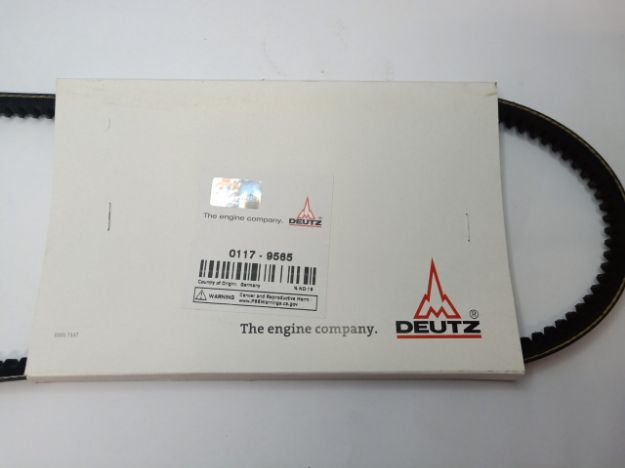 The engine company. DEUTZ
0117 - 9565
Country of Origin: Germany
WARNING Cancer and Reproductive Harm
www.P65warnings.ca.gov
DEUTZ ®
The engine company.